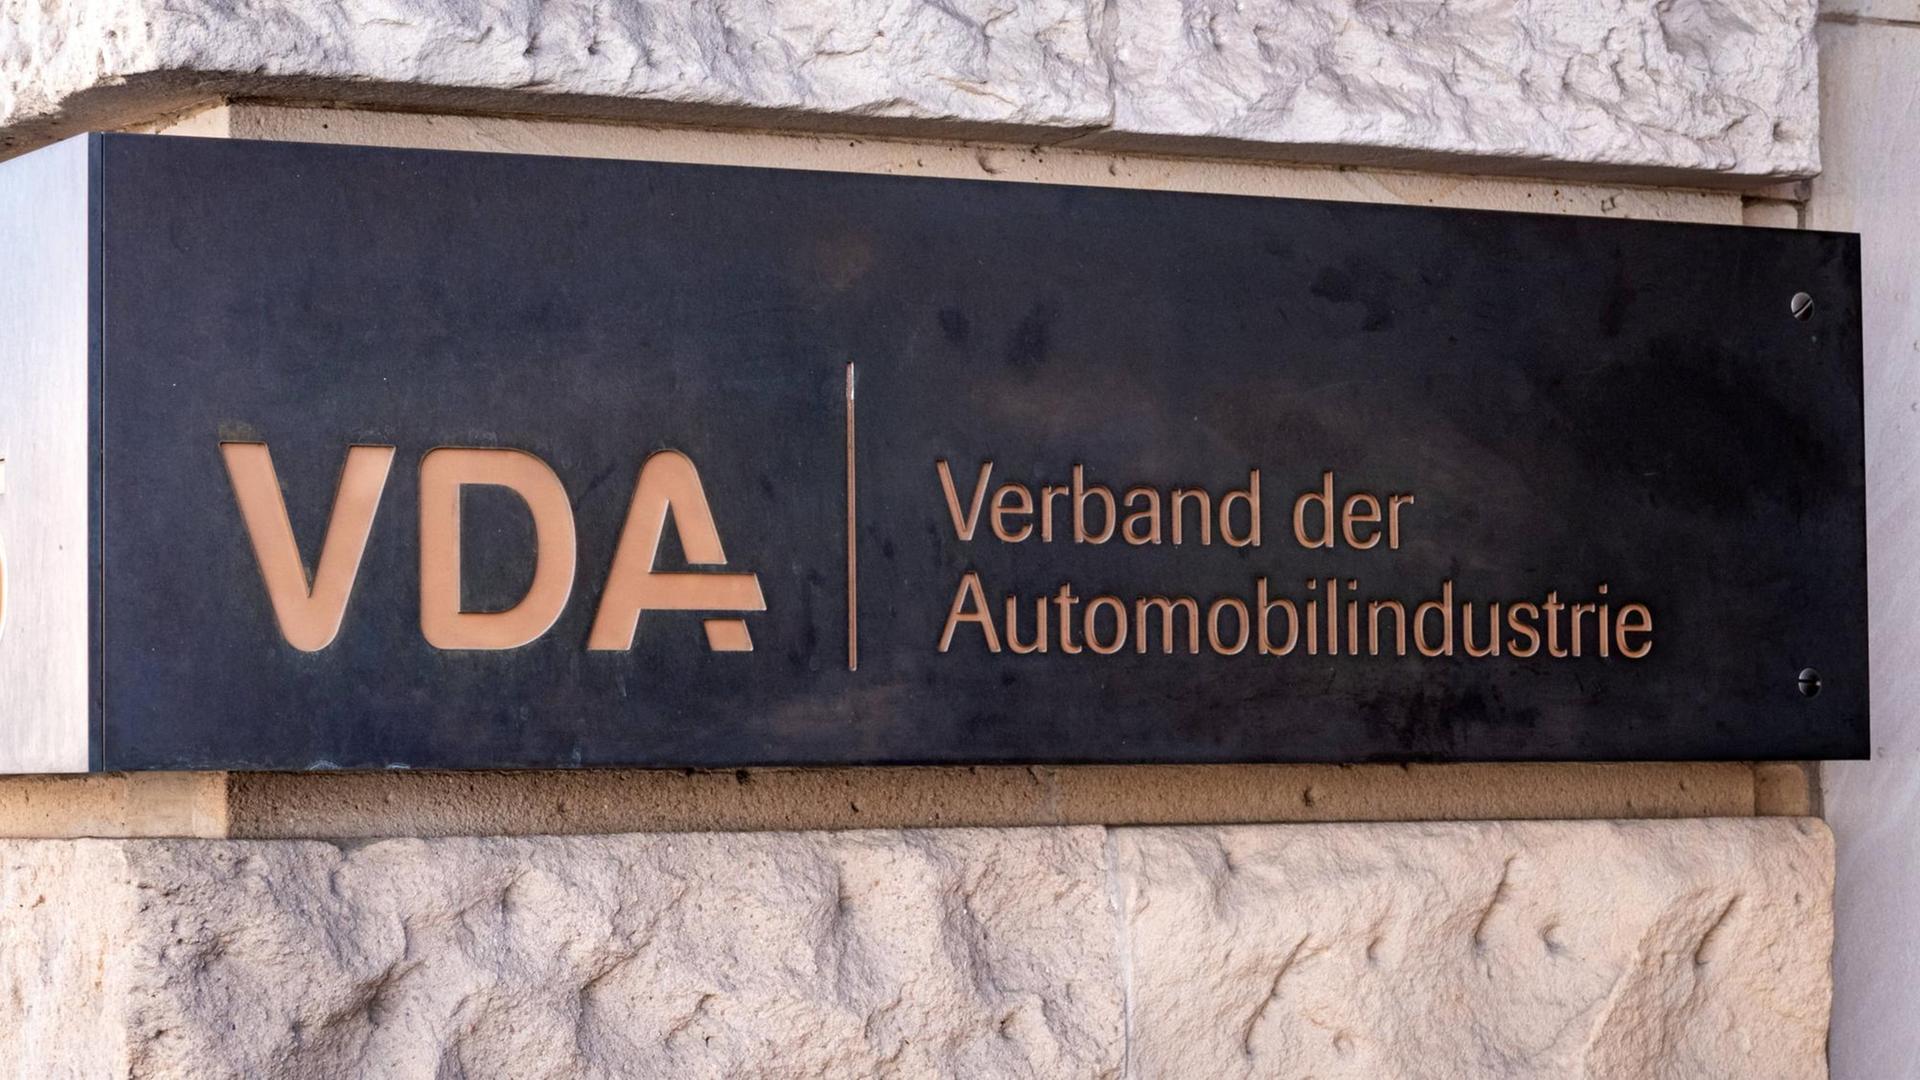 VDA
Verband der
Automobilindustrie